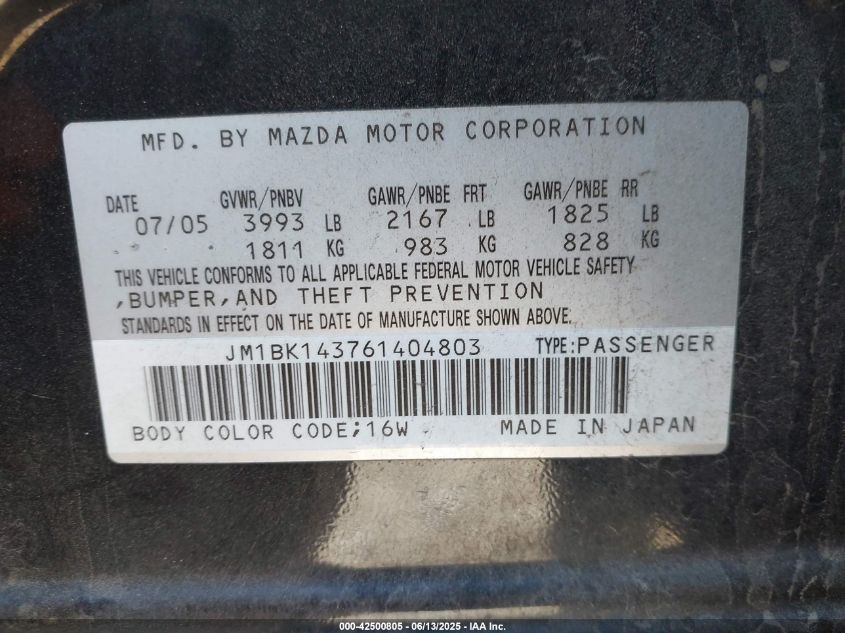 MFD. BY MAZDA MOTOR CORPORATION
DATE GVWR/PNBV GAWR/PNBE FRT GAWR/PNBE RR
07/05 3993 LB 2167 LB 1825 LB
1811 KG 983 KG 828 KG
THIS VEHICLE CONFORMS TO ALL APPLICABLE FEDERAL MOTOR VEHICLE SAFETY
,BUMPER,AND THEFT PREVENTION
STANDARDS IN EFFECT ON THE DATE OF MANUFACTURE SHOWN ABOVE.
JM1BK143761404803 TYPE:PASSENGER
BODY COLOR CODE;16W MADE IN JAPAN
000-42500805 - 06/13/2025 - IAA Inc.